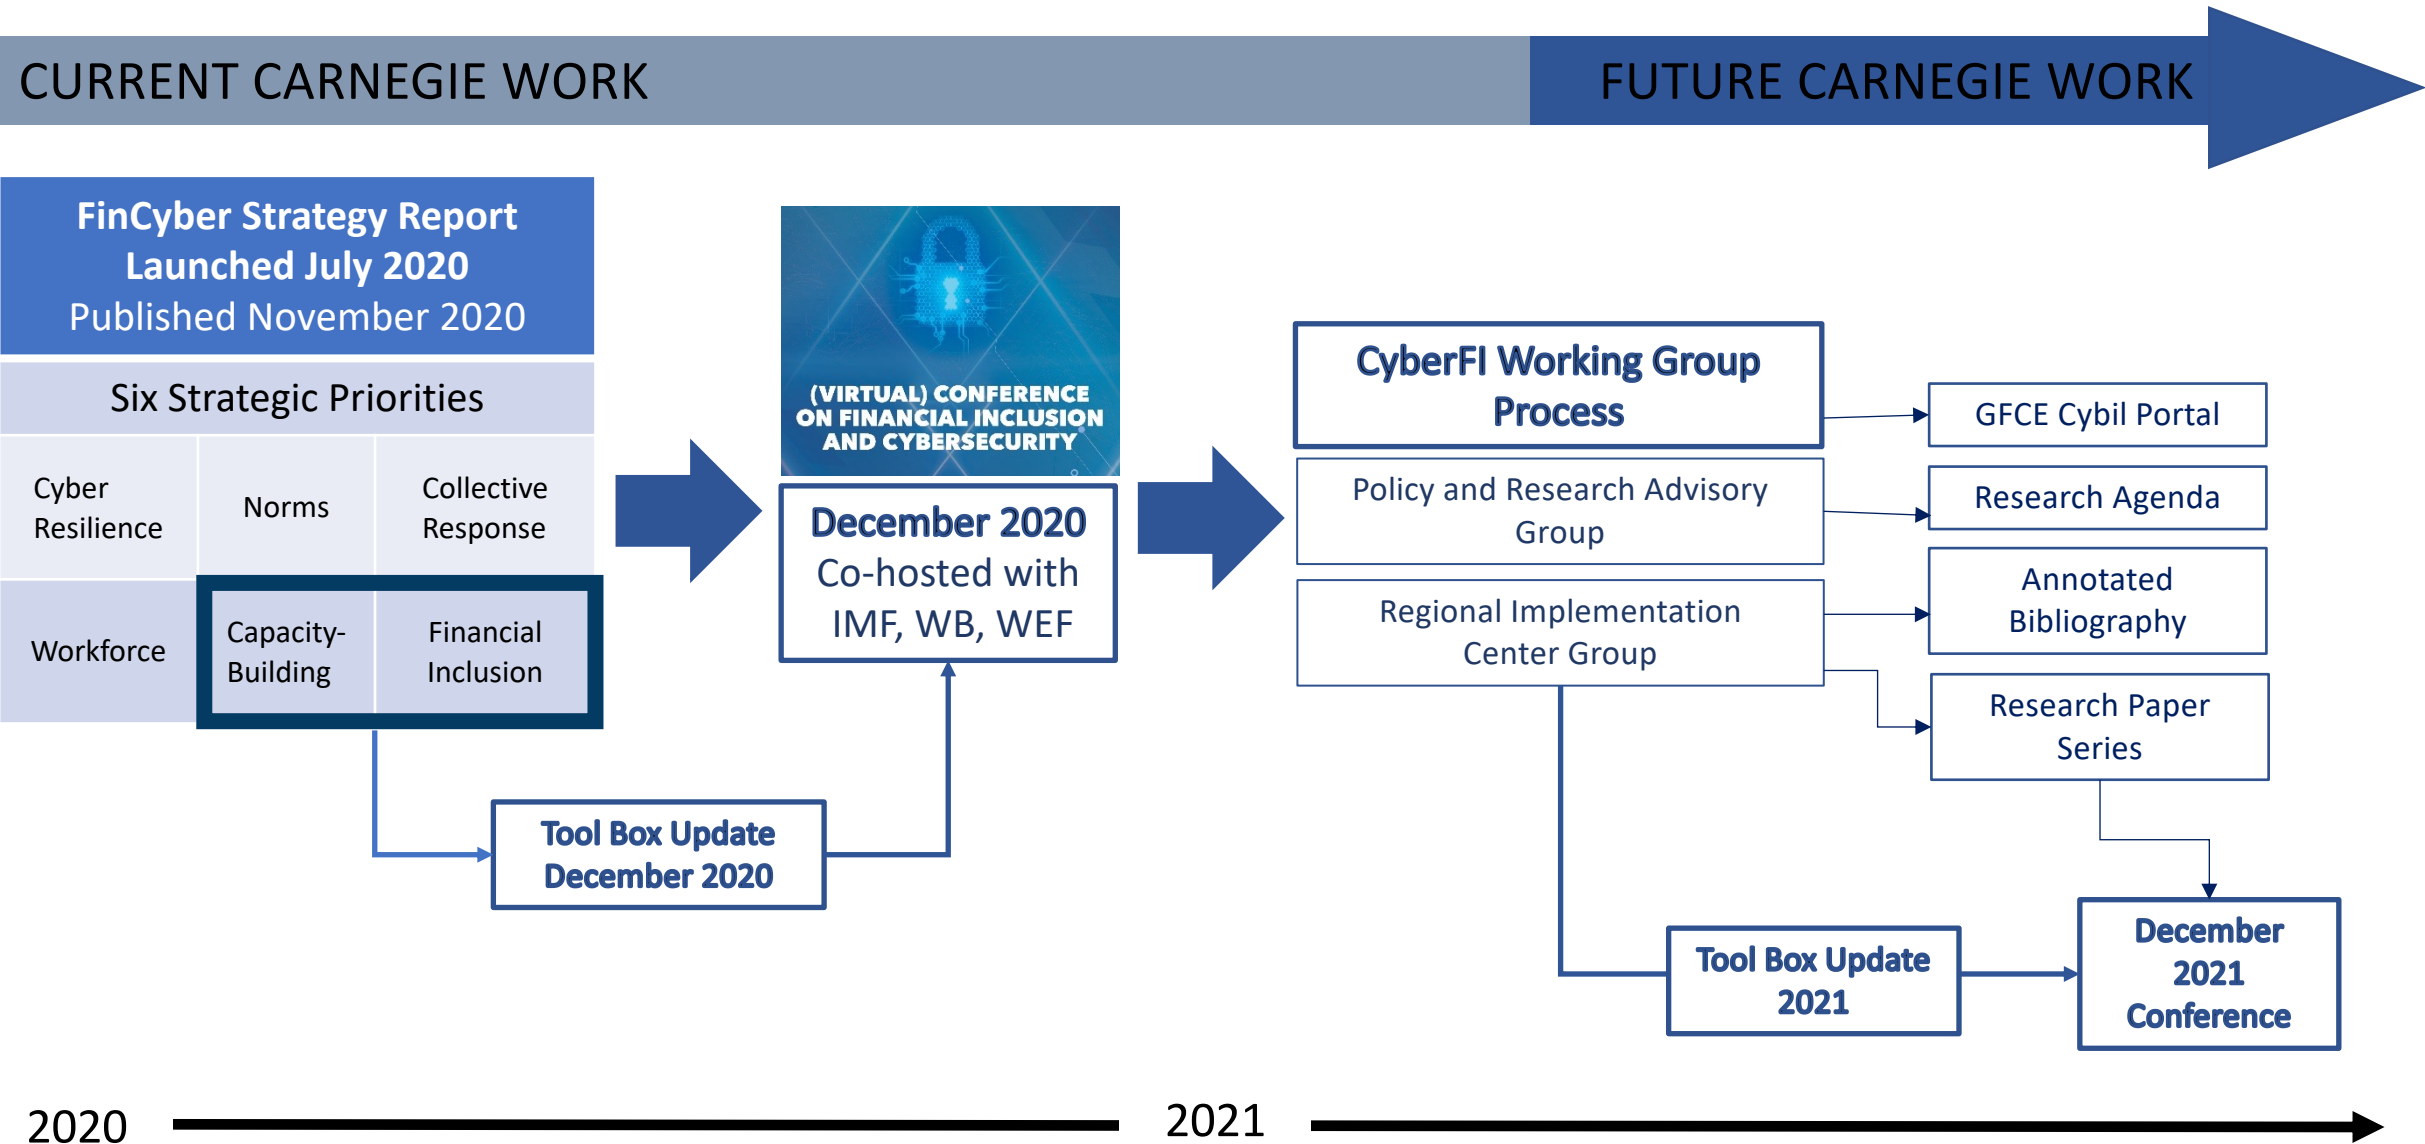 CURRENT CARNEGIE WORK
FUTURE CARNEGIE WORK
FinCyber Strategy Report
Launched July 2020
Published November 2020
Six Strategic Priorities
Cyber
Resilience
Norms
Collective
Response
Workforce
Capacity-
Building
Financial
Inclusion
Tool Box Update
December 2020
(VIRTUAL) CONFERENCE
ON FINANCIAL INCLUSION
AND CYBERSECURITY
December 2020
Co-hosted with
IMF, WB, WEF
CyberFI Working Group
Process
Policy and Research Advisory
Group
Regional Implementation
Center Group
GFCE Cybil Portal
Research Agenda
Annotated
Bibliography
Research Paper
Series
Tool Box Update
2021
December
2021
Conference
2020
2021